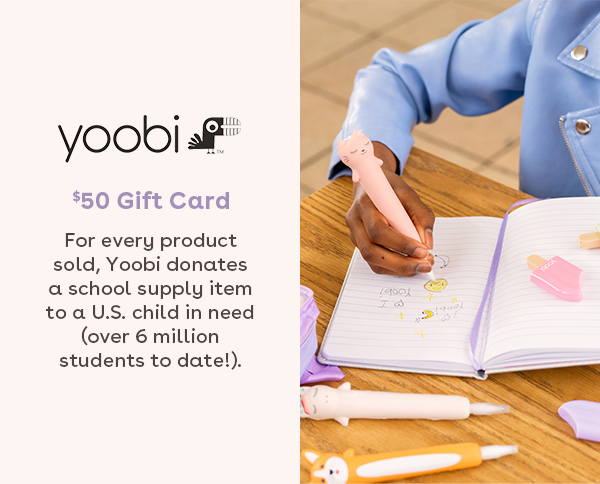 yoobi
TM
$50 Gift Card
For every product
sold, Yoobi donates
a school supply item
to a U.S. child in need
(over 6 million
students to date!).